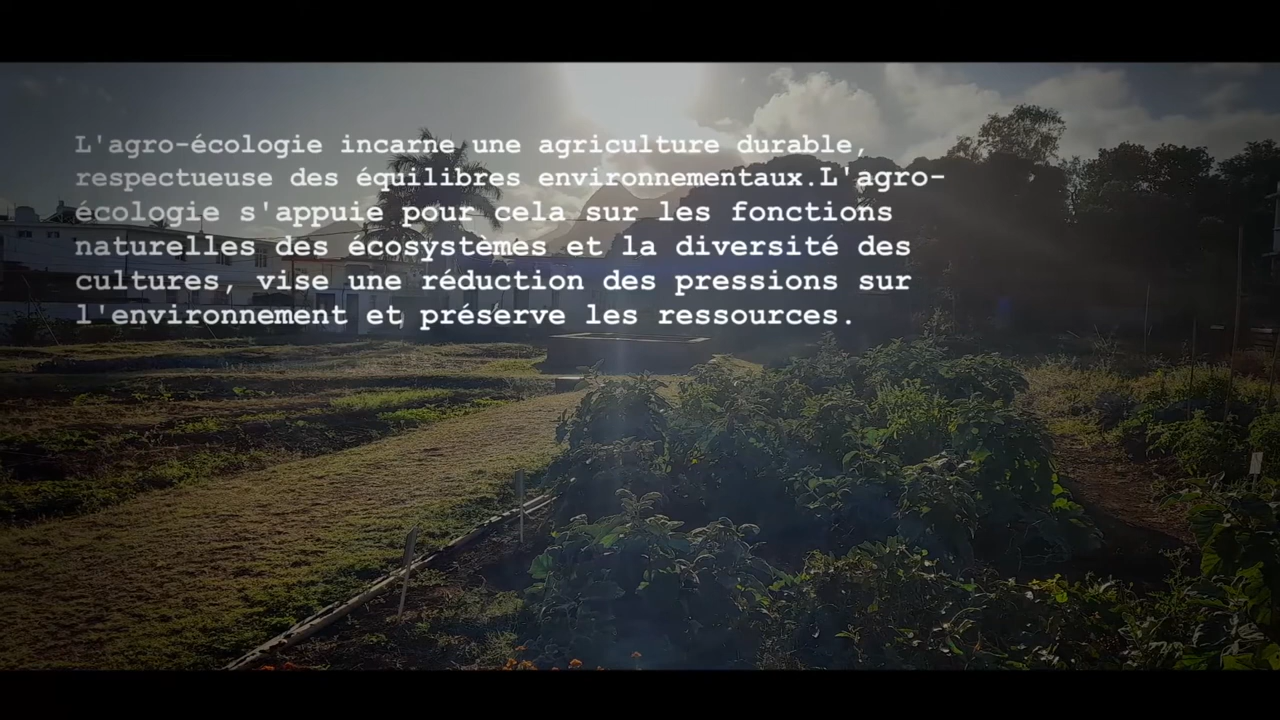 L'agro-écologie incarne une agriculture durable,
respectueuse des équilibres environnementaux.L'agro-
écologie s'appuie pour cela sur les fonctions
naturelles des écosystèmes et la diversité des
cultures, vise une réduction des pressions sur
l'environnement et préserve les ressources.